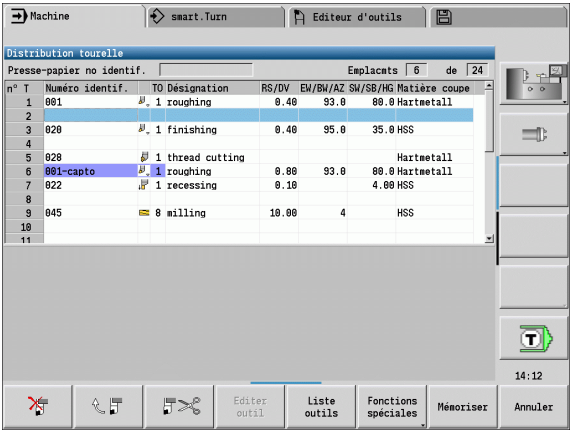 Machine smart.Turn Editeur d'outils
Distribution tourelle
Presse-papier no identif. Emplacmts 6 de 24
n° T Numéro identif. TO Désignation RS/DV EW/BW/AZ SW/SB/HG Matière coupe
1 001 1 roughing 0.40 93.0 80.0 Hartmetall
2
3 020 1 finishing 0.40 95.0 35.0 HSS
4
5 028 1 thread cutting Hartmetall
6 001-capto 1 roughing 0.80 93.0 80.0 Hartmetall
7 022 1 recessing 0.10 4.00 HSS
8
9 045 8 milling 10.00 4 HSS
10
11
T
14:12
Editer outil
Liste outils
Fonctions spéciales
Mémoriser
Annuler